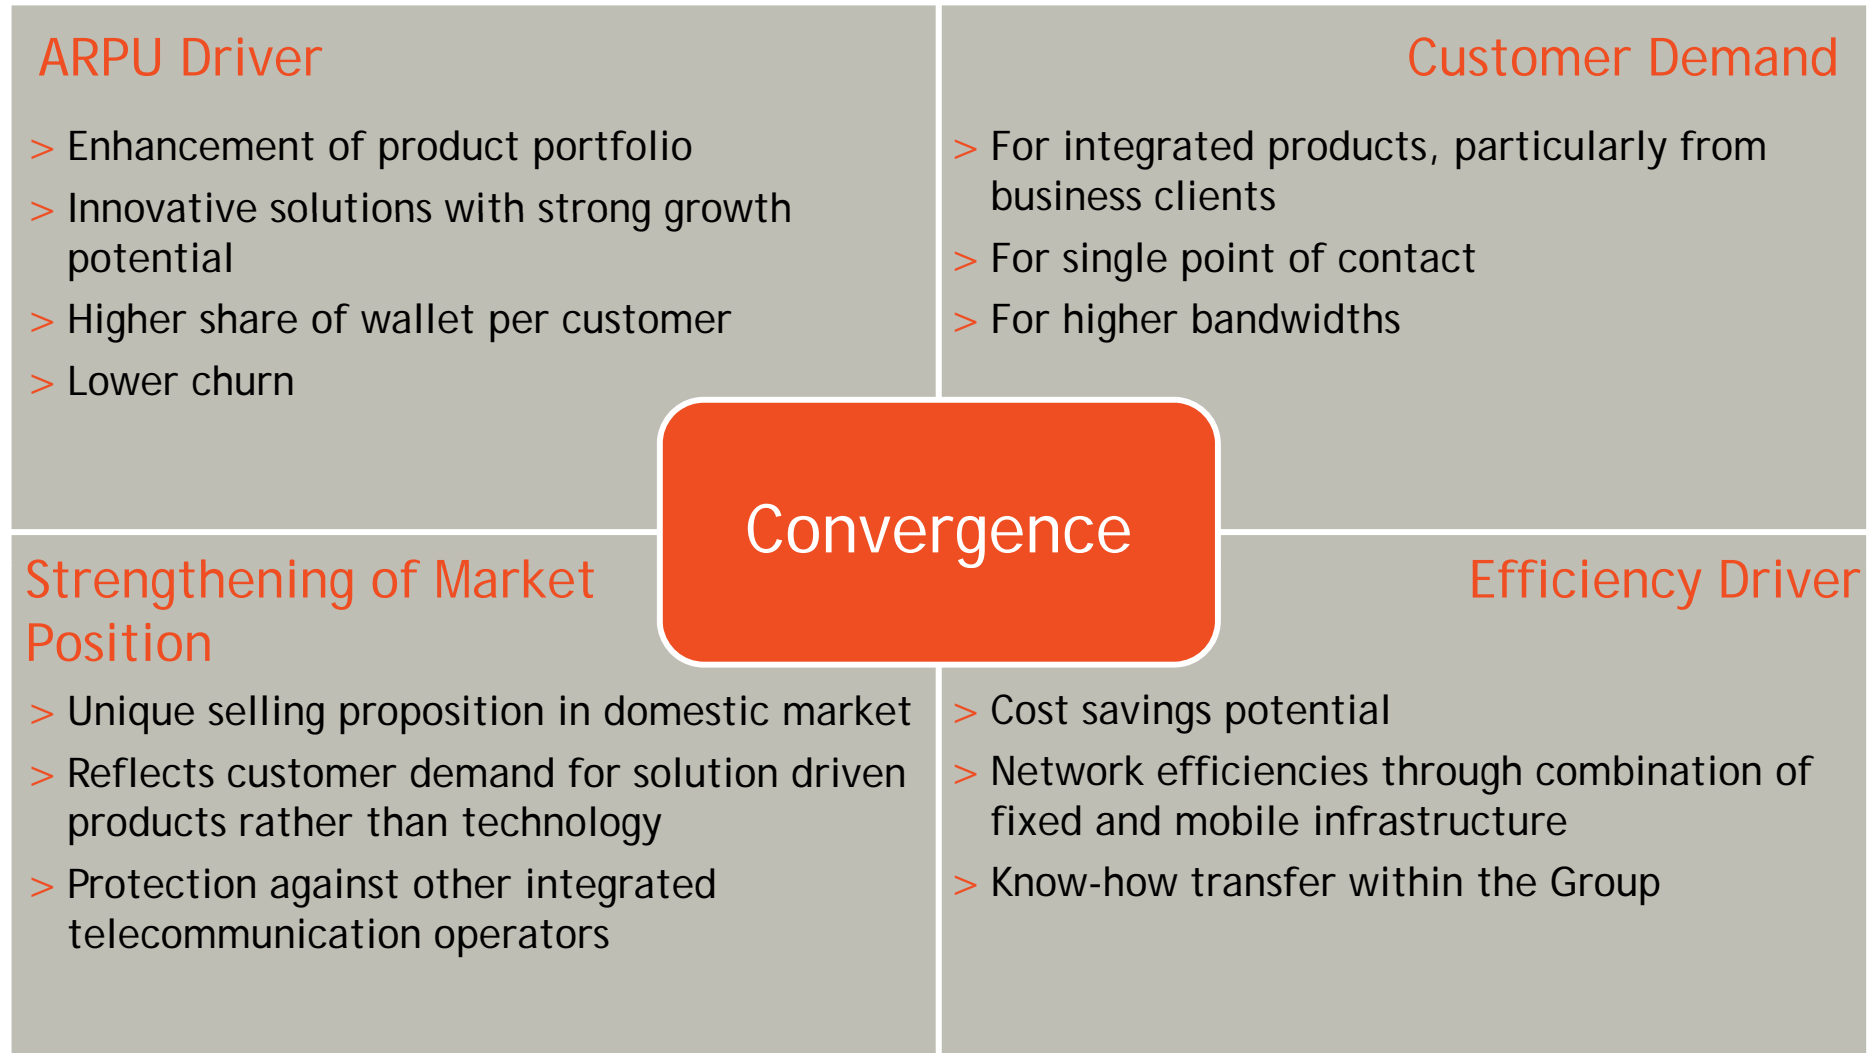 ARPU Driver
> Enhancement of product portfolio
> Innovative solutions with strong growth
potential
> Higher share of wallet per customer
> Lower churn
Customer Demand
> For integrated products, particularly from
business clients
> For single point of contact
> For higher bandwidths
Convergence
Strengthening of Market
Position
> Unique selling proposition in domestic market
> Reflects customer demand for solution driven
products rather than technology
> Protection against other integrated
telecommunication operators
Efficiency Driver
> Cost savings potential
> Network efficiencies through combination of
fixed and mobile infrastructure
> Know-how transfer within the Group